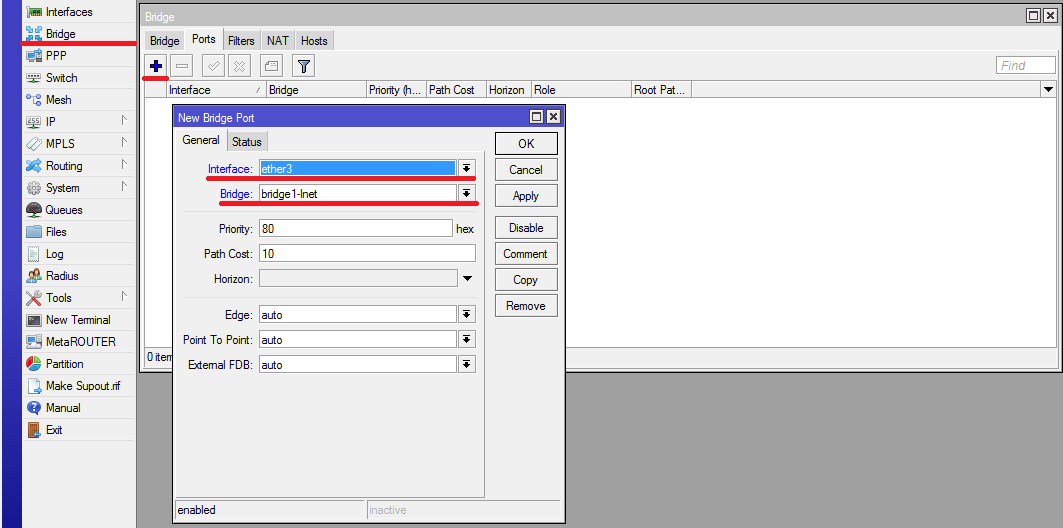 Interfaces
Bridge
PPP
Switch
Mesh
IP
MPLS
Routing
System
Queues
Files
Log
Radius
Tools
New Terminal
MetaROUTER
Partition
Make Supout.rif
Manual
Exit
Bridge
Bridge Ports Filters NAT Hosts
Find
Interface Bridge Priority (h... Path Cost Horizon Role Root Pat...
New Bridge Port
General Status
Interface: ether3
Bridge: bridge1-Inet
Priority: 80 hex
Path Cost: 10
Horizon:
Edge: auto
Point To Point: auto
External FDB: auto
OK
Cancel
Apply
Disable
Comment
Copy
Remove
enabled inactive
0 item